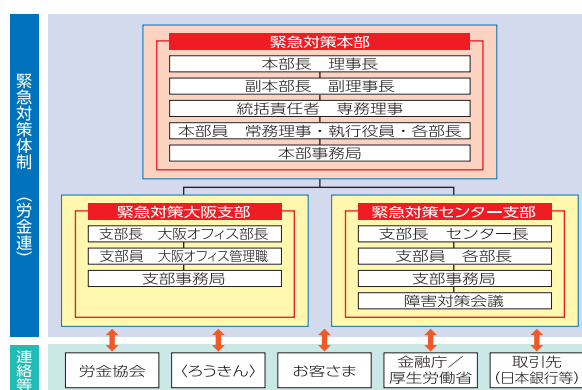 緊急対策体制（労金連）
緊急対策本部
本部長　理事長
副本部長　副理事長
統括責任者　専務理事
本部員　常務理事・執行役員・各部長
本部事務局
緊急対策大阪支部
支部長　大阪オフィス部長
支部員　大阪オフィス管理職
支部事務局
緊急対策センター支部
支部長　センター長
支部員　各部長
支部事務局
障害対策会議
連絡等
労金協会
〈ろうきん〉
お客さま
金融庁／
厚生労働省
取引先
(日本銀行等)